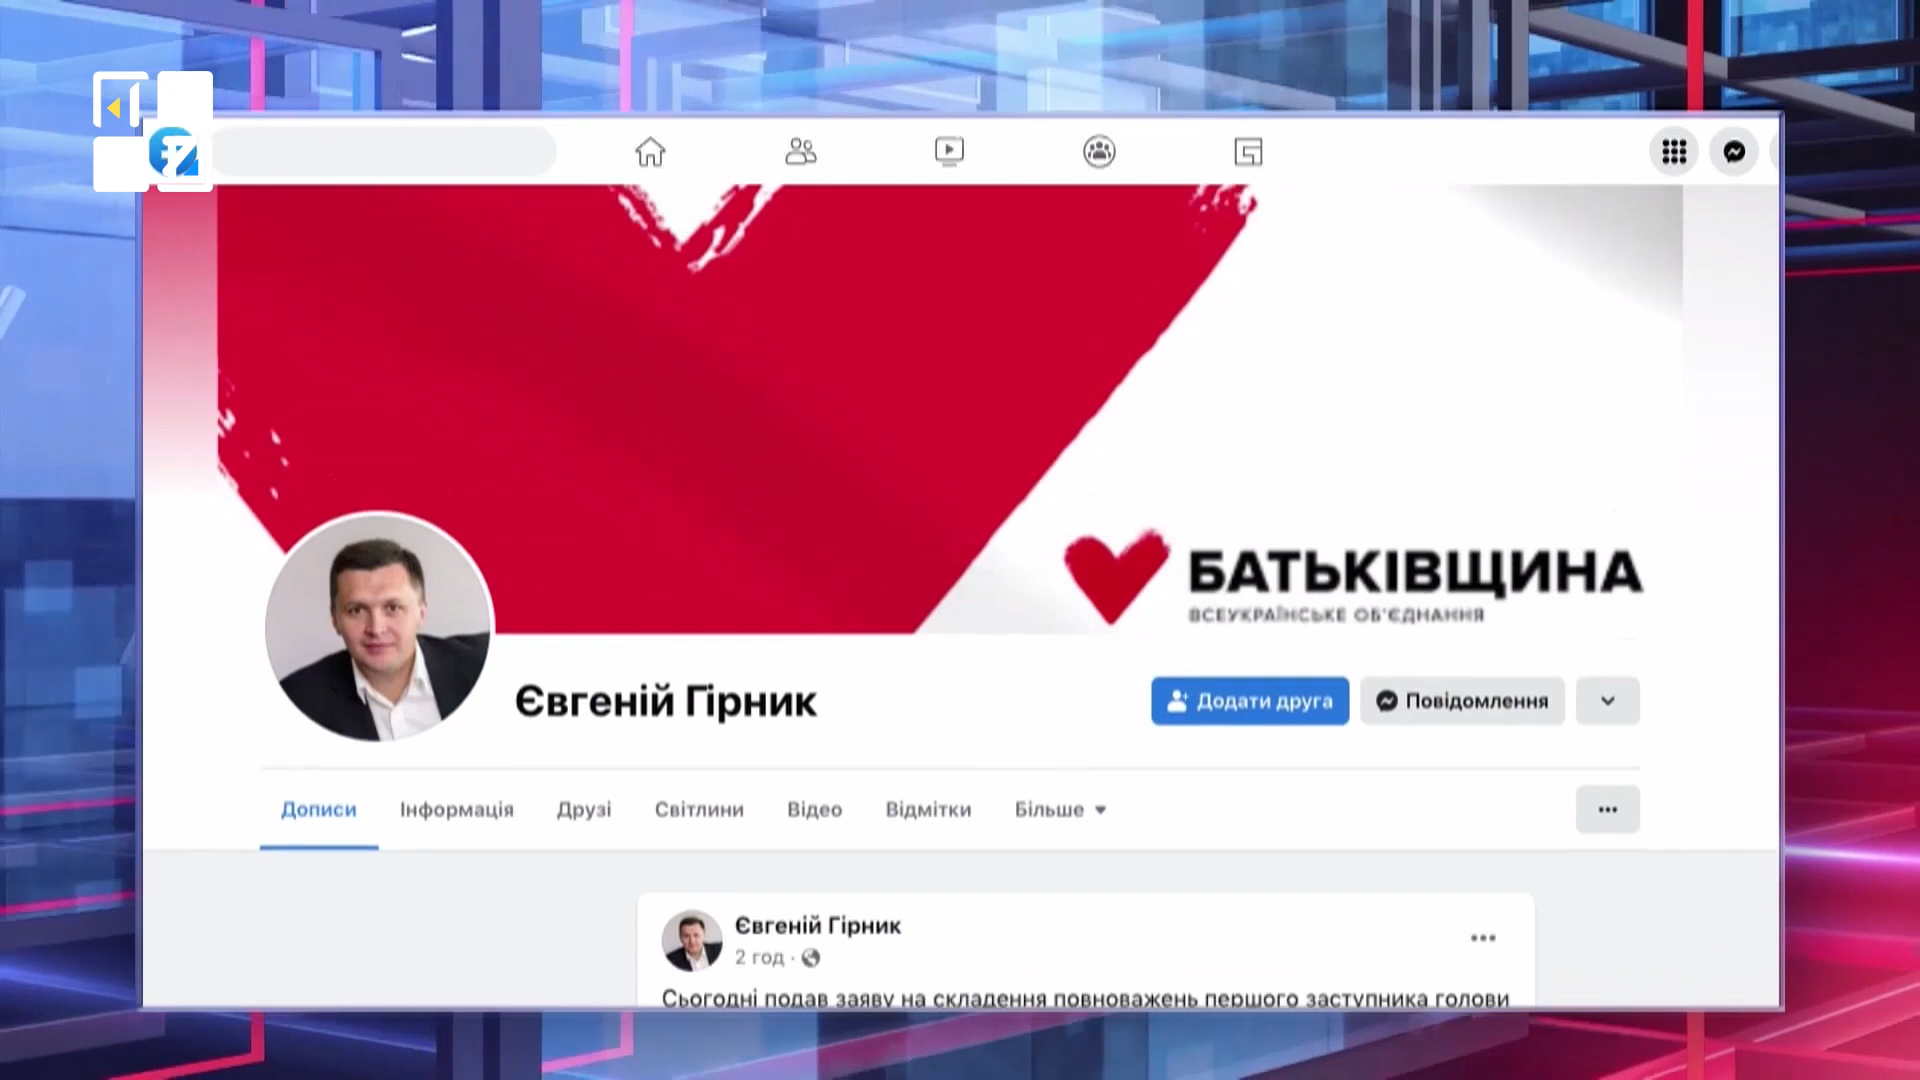 БАТЬКІВЩИНА
ВСЕУКРАЇНСЬКЕ ОБ'ЄДНАННЯ
Євгеній Гірник
Додати друга
Повідомлення
Дописи Інформація Друзі Світлини Відео Відмітки Більше
Євгеній Гірник
2 год ·
Сьогодні подав заяву на складення повноважень першого заступника голови